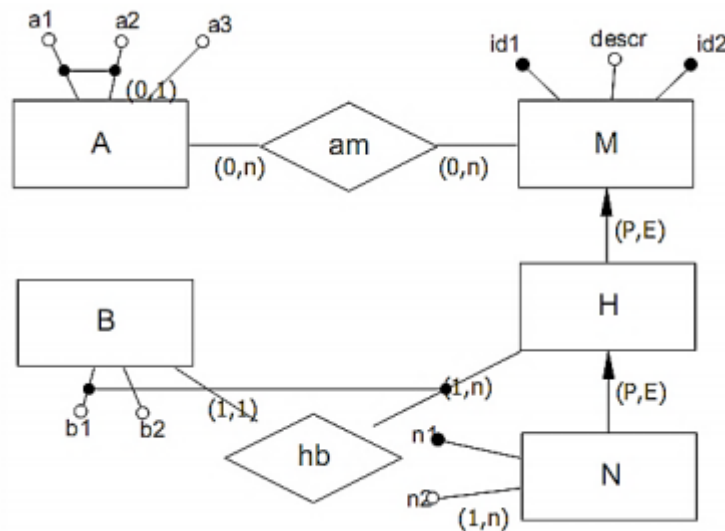 a1 a2 a3
id1 descr id2
(0,1)
A am M
(0,n) (0,n)
(P,E)
B H
(1,1) (1,n) (P,E)
b1 b2
hb n1 N
n2
(1,n)